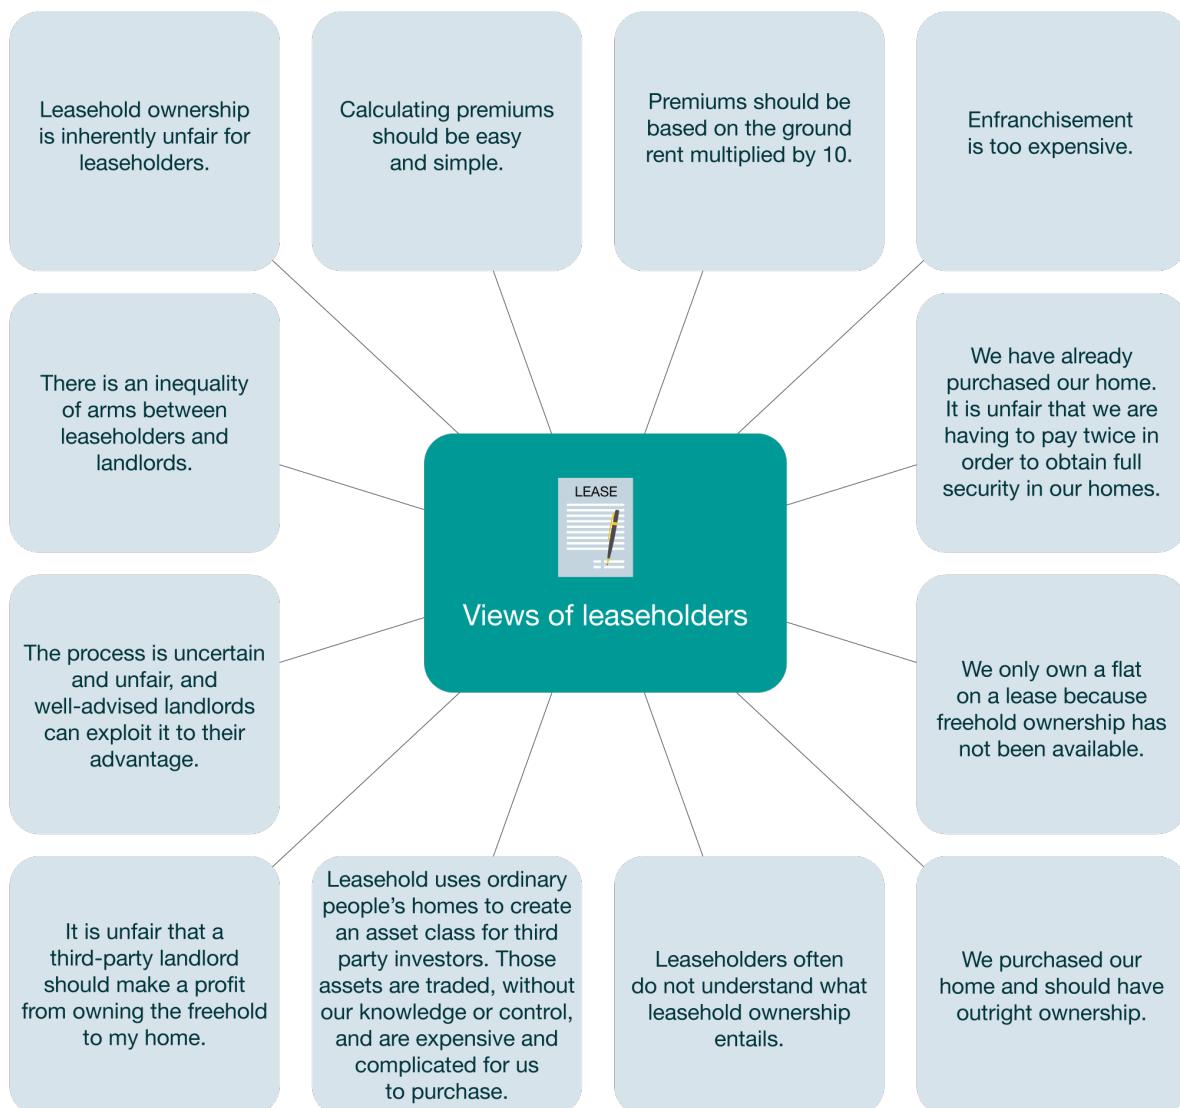 Leasehold ownership
is inherently unfair for
leaseholders.
Calculating premiums
should be easy
and simple.
Premiums should be
based on the ground
rent multiplied by 10.
Enfranchisement
is too expensive.
There is an inequality
of arms between
leaseholders and
landlords.
We have already
purchased our home.
It is unfair that we are
having to pay twice in
order to obtain full
security in our homes.
LEASE
Views of leaseholders
The process is uncertain
and unfair, and
well-advised landlords
can exploit it to their
advantage.
We only own a flat
on a lease because
freehold ownership has
not been available.
It is unfair that a
third-party landlord
should make a profit
from owning the freehold
to my home.
Leasehold uses ordinary
people’s homes to create
an asset class for third
party investors. Those
assets are traded, without
our knowledge or control,
and are expensive and
complicated for us
to purchase.
Leaseholders often
do not understand what
leasehold ownership
entails.
We purchased our
home and should have
outright ownership.